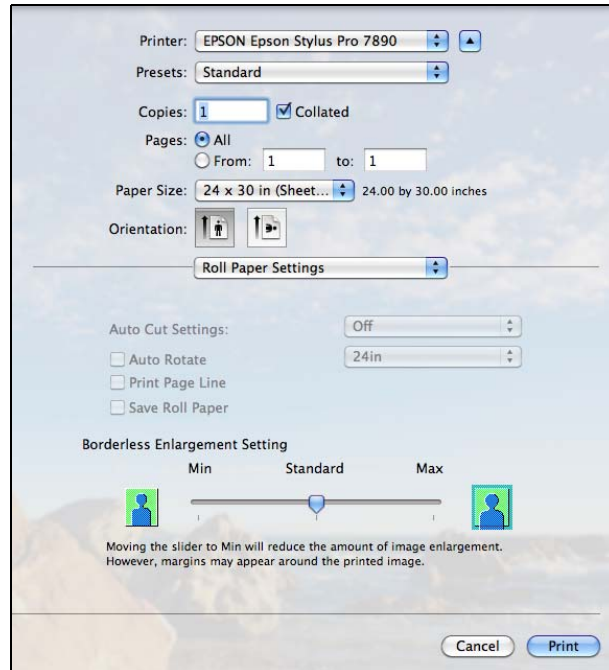 Printer: EPSON Epson Stylus Pro 7890
Presets: Standard
Copies: 1 Collated
Pages: All
From: 1 to: 1
Paper Size: 24 x 30 in (Sheet... 24.00 by 30.00 inches
Orientation:
Roll Paper Settings
Auto Cut Settings: Off
Auto Rotate 24in
Print Page Line
Save Roll Paper
Borderless Enlargement Setting
Min Standard Max
Moving the slider to Min will reduce the amount of image enlargement.
However, margins may appear around the printed image.
Cancel Print